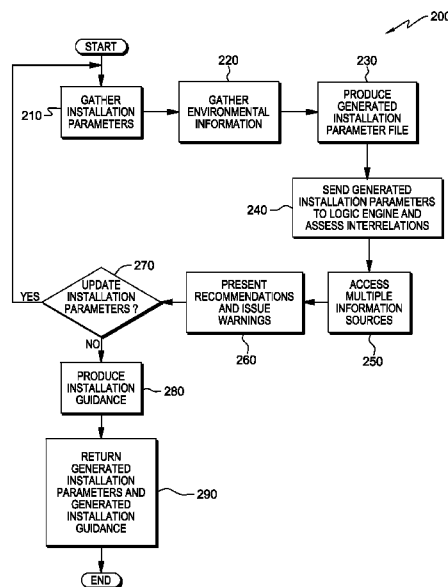 200
START
220
230
GATHER
INSTALLATION
PARAMETERS
210
GATHER
ENVIRONMENTAL
INFORMATION
PRODUCE
GENERATED
INSTALLATION
PARAMETER FILE
SEND GENERATED
INSTALLATION PARAMETERS
TO LOGIC ENGINE AND
ASSESS INTERRELATIONS
240
270
UPDATE
INSTALLATION
PARAMETERS ?
YES
NO
PRESENT
RECOMMENDATIONS
AND ISSUE
WARNINGS
260
ACCESS
MULTIPLE
INFORMATION
SOURCES
250
PRODUCE
INSTALLATION
GUIDANCE
280
RETURN
GENERATED
INSTALLATION
PARAMETERS AND
GENERATED
INSTALLATION
GUIDANCE
290
END